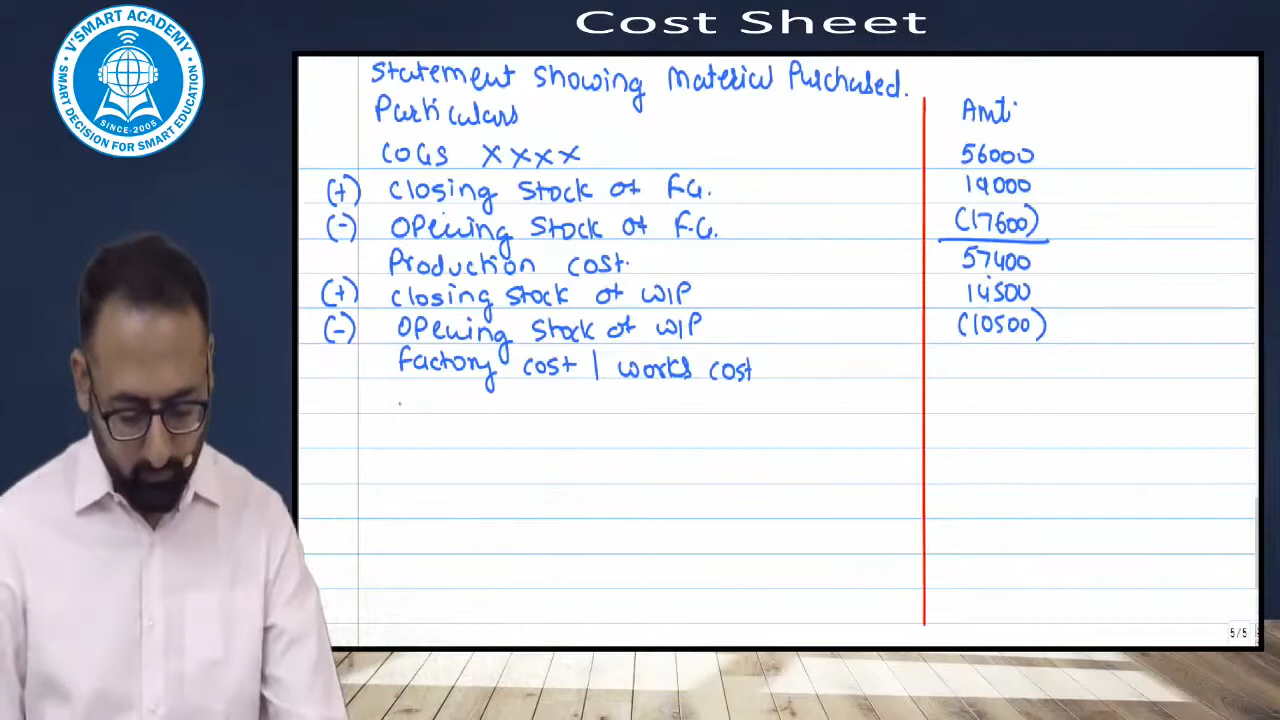 Cost Sheet
V'SMART ACADEMY
SINCE-2005
SMART DECISION FOR SMART EDUCATION
Statement showing Material Purchased.
Particulars Amt
COGS XXXX 56000
(+) Closing Stock of F.G. 19000
(-) Opening Stock of F.G. (17600)
Production cost. 57400
(+) closing stock of WIP 14500
(-) Opening stock of WIP (10500)
Factory cost | works cost
5/5